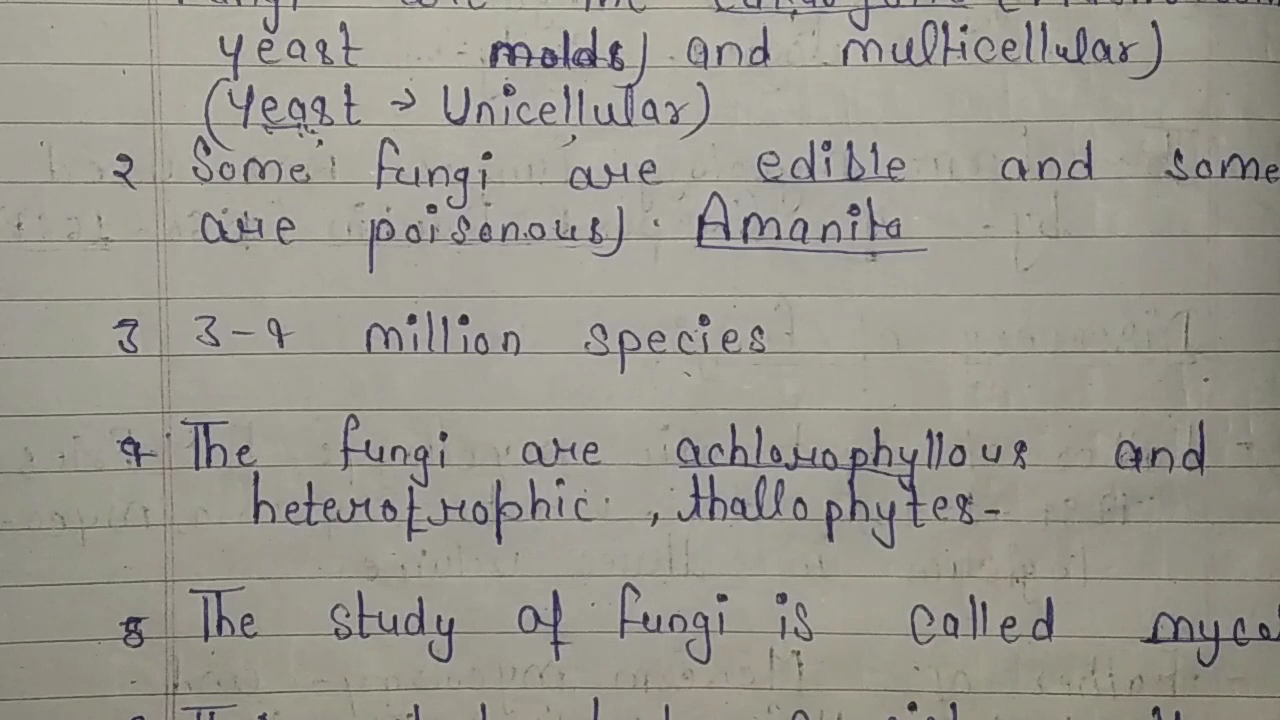 yeast molds) and multicellular)
(Yeast → Unicellular)
2 Some fungi are edible and some
are poisonous) Amanita
3 3-4 million species
4 The fungi are achlorophyllous and
heterotrophic, thallophytes-
5 The study of fungi is called myco